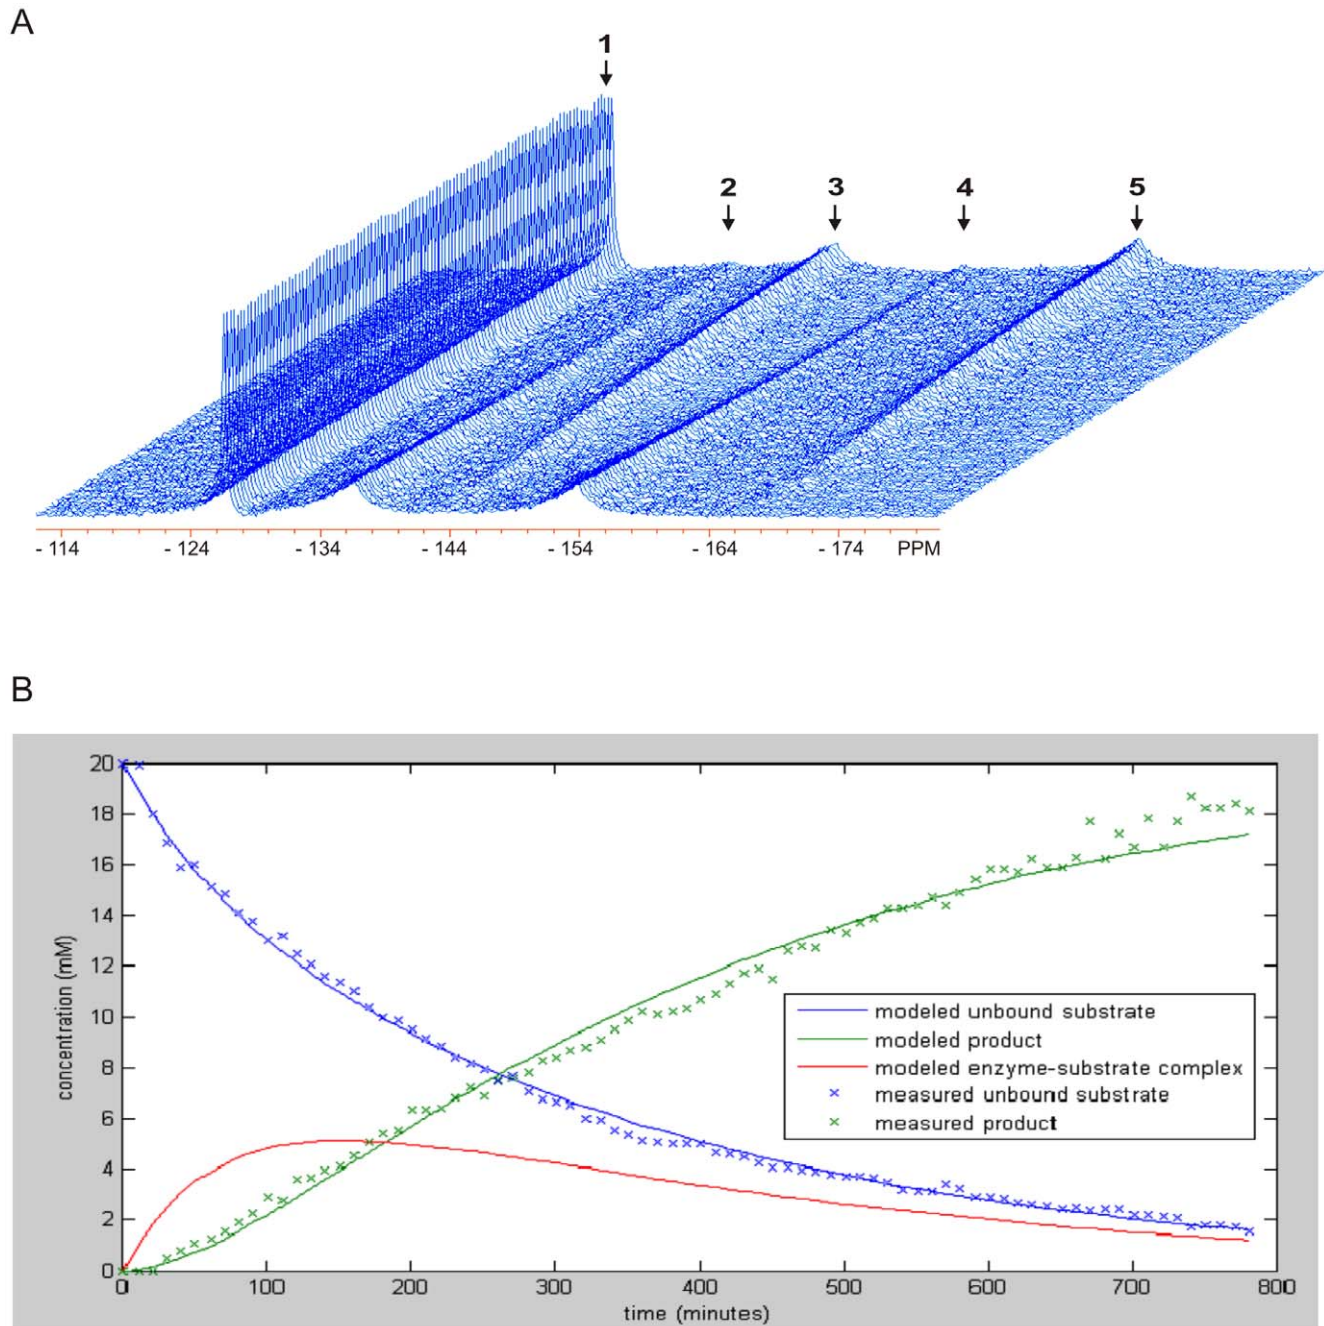 A
1
2 3 4 5
- 114 - 124 - 134 - 144 - 154 - 164 - 174 PPM
B
20
18
16
14
12
10
8
6
4
2
0
concentration (mM)
modeled unbound substrate
modeled product
modeled enzyme-substrate complex
measured unbound substrate
measured product
0 100 200 300 400 500 600 700 800
time (minutes)